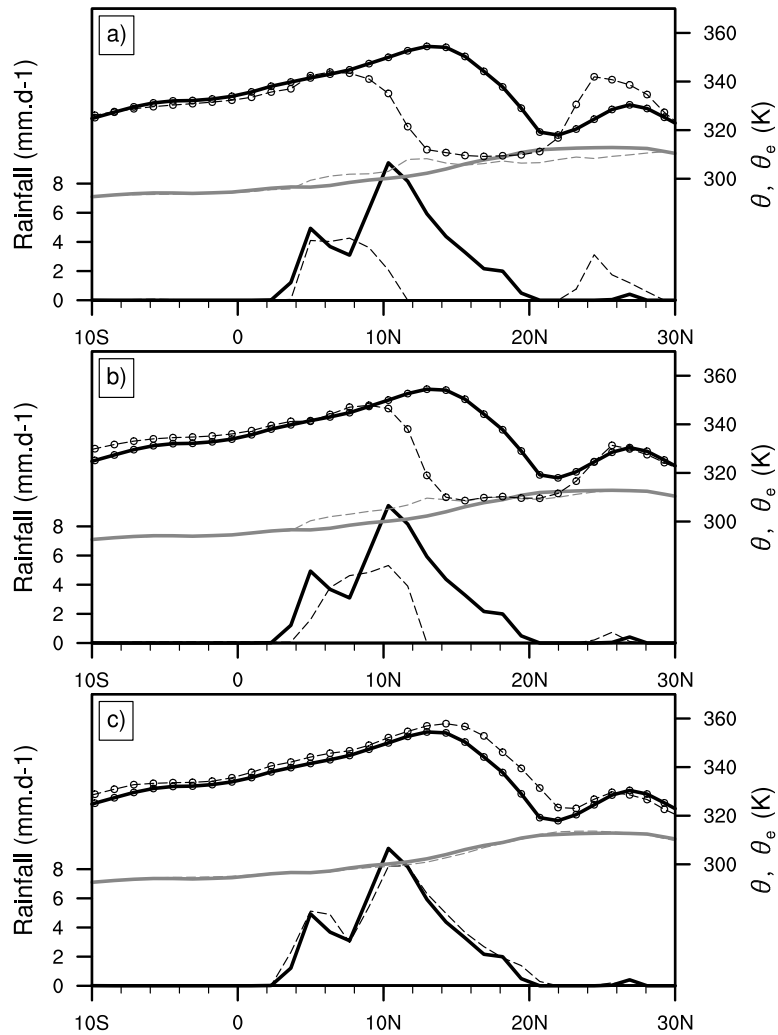 a)
Rainfall (mm.d-1)
8
6
4
2
0
360
340
320
300
θ, θe (K)
10S 0 10N 20N 30N
b)
Rainfall (mm.d-1)
8
6
4
2
0
360
340
320
300
θ, θe (K)
10S 0 10N 20N 30N
c)
Rainfall (mm.d-1)
8
6
4
2
0
360
340
320
300
θ, θe (K)
10S 0 10N 20N 30N